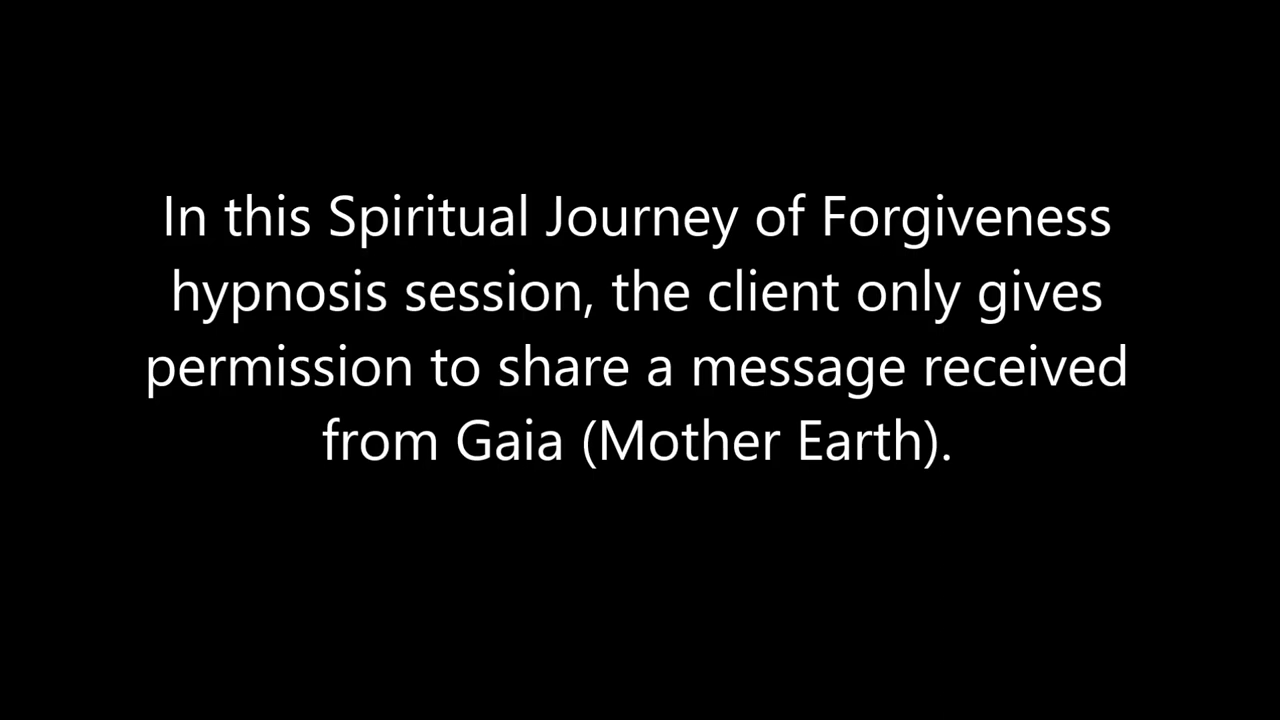 In this Spiritual Journey of Forgiveness
hypnosis session, the client only gives
permission to share a message received
from Gaia (Mother Earth).